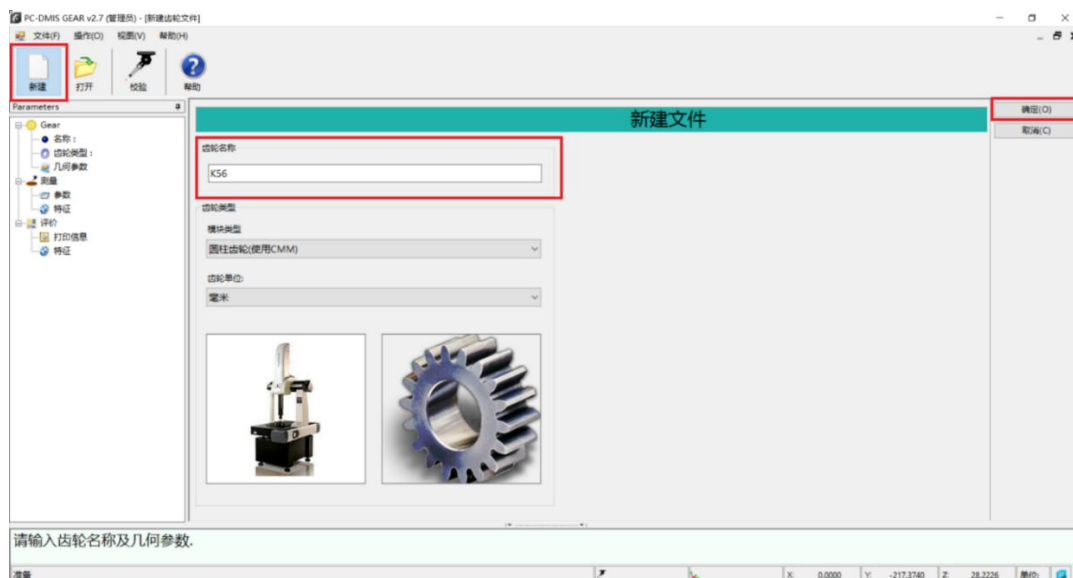 PC-DMIS GEAR v2.7 (管理员) - [新建齿轮文件]
文件(F) 操作(O) 视图(V) 帮助(H)
新建 打开 校验 帮助
Parameters
Gear
名称：
齿轮类型：
几何参数
测量
参数
特征
评价
打印信息
特征
新建文件
齿轮名称
K56
齿轮类型
模块类型
圆柱齿轮(使用CMM)
齿轮单位:
毫米
确定(O)
取消(C)
请输入齿轮名称及几何参数.
准备 X: 0.0000 Y: -217.3740 Z: 28.2226 单位: